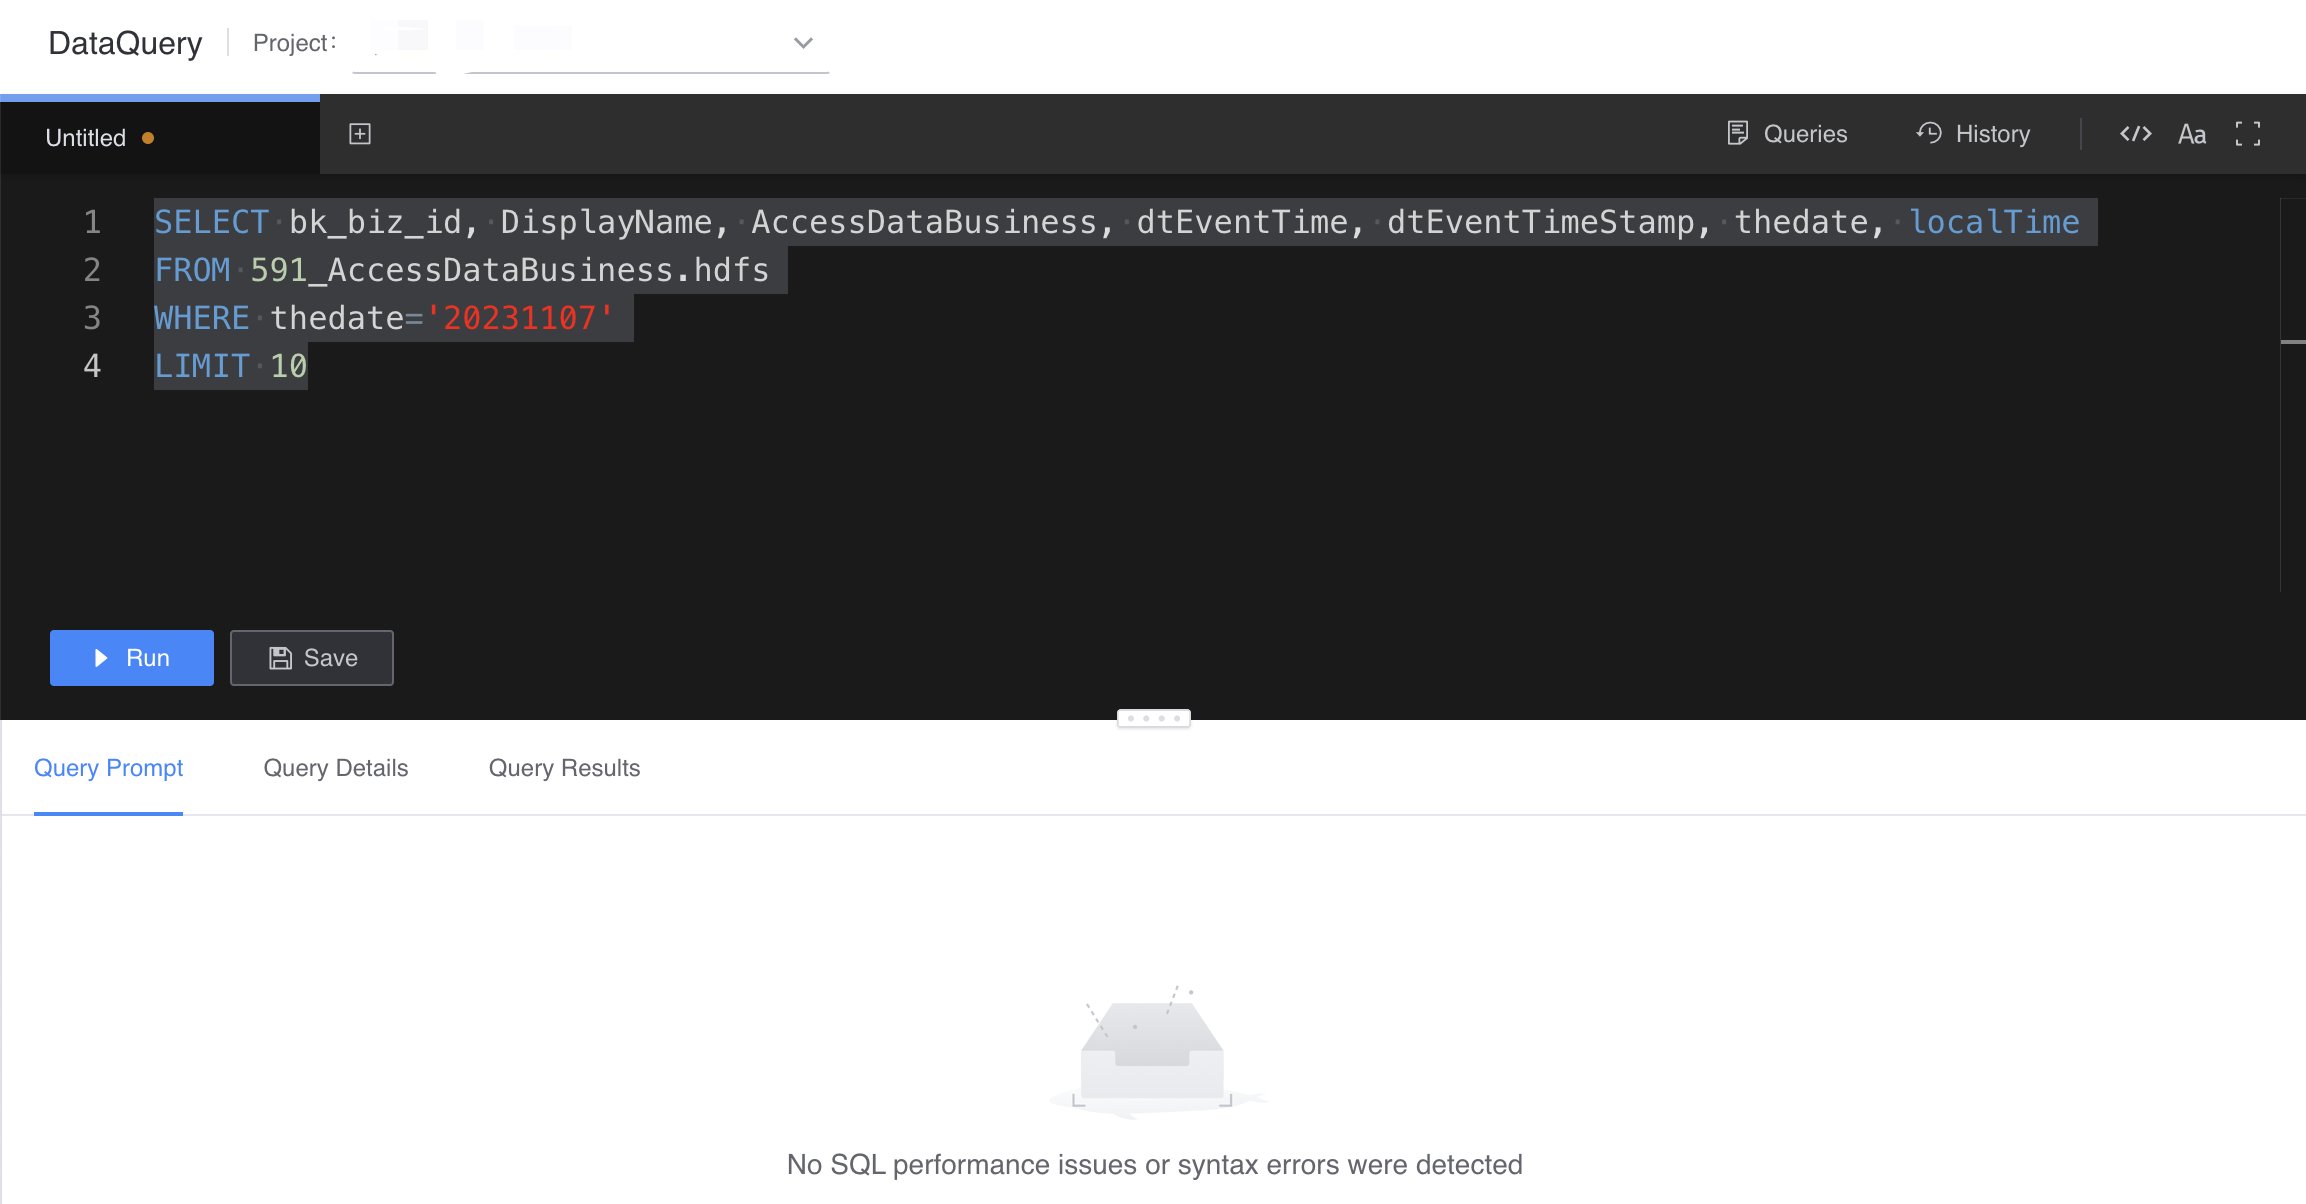 DataQuery Project:
Untitled Queries History </> Aa
1 SELECT bk_biz_id, DisplayName, AccessDataBusiness, dtEventTime, dtEventTimeStamp, thedate, localTime
2 FROM 591_AccessDataBusiness.hdfs
3 WHERE thedate='20231107'
4 LIMIT 10
Run Save
Query Prompt Query Details Query Results
No SQL performance issues or syntax errors were detected